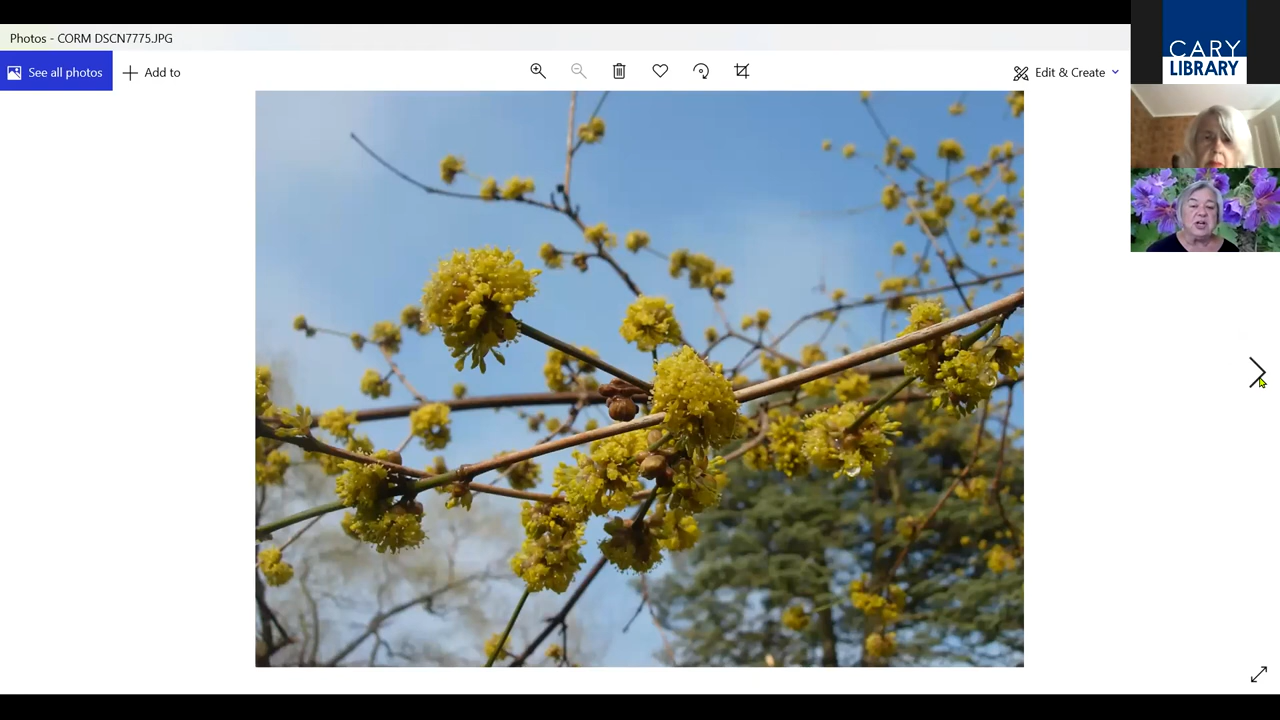 Photos - CORM DSCN7775.JPG
See all photos
Add to
Edit & Create
CARY
LIBRARY